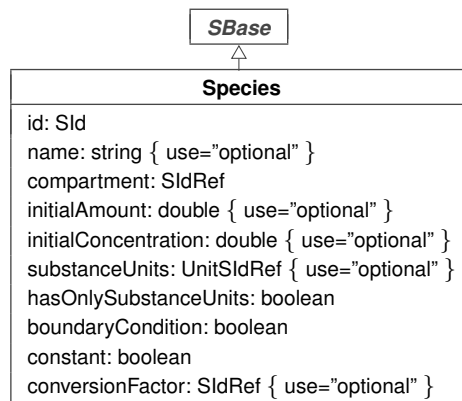 SBase
Species
id: SId
name: string { use=”optional” }
compartment: SIdRef
initialAmount: double { use=”optional” }
initialConcentration: double { use=”optional” }
substanceUnits: UnitSIdRef { use=”optional” }
hasOnlySubstanceUnits: boolean
boundaryCondition: boolean
constant: boolean
conversionFactor: SIdRef { use=”optional” }